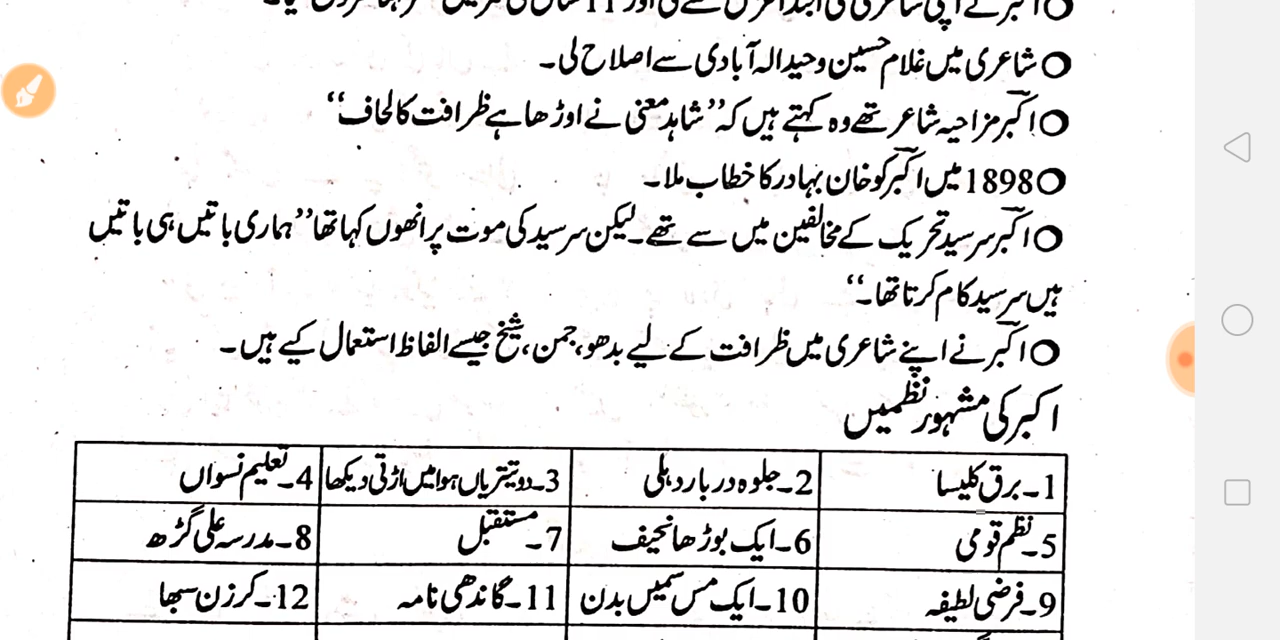 شاعری میں غلام حسین وحید الہ آبادی سے اصلاح لی۔
اکبر مزاحیہ شاعر تھے وہ کہتے ہیں کہ ’’شاہد معنی نے اوڑھا ہے ظرافت کا لحاف‘‘
1898 میں اکبر کو خان بہادر کا خطاب ملا۔
اکبر سرسید تحریک کے مخالفین میں سے تھے۔ لیکن سرسید کی موت پر انھوں کہا تھا ’’ہماری باتیں ہی باتیں
ہیں سرسید کام کرتا تھا۔‘‘
اکبر نے اپنے شاعری میں ظرافت کے لیے بدھو، جمن، شیخ جیسے الفاظ استعمال کیے ہیں۔
اکبر کی مشہور نظمیں
1۔ برق کلیسا 2۔ جلوہ دربار دہلی 3۔ دو تیتریاں ہوا میں اڑتی دیکھا 4۔ تعلیم نسواں
5۔ نظم قومی 6۔ ایک بوڑھا نحیف 7۔ مستقبل 8۔ مدرسہ علی گڑھ
9۔ فرضی لطیفہ 10۔ ایک مس سمیں بدن 11۔ گاندھی نامہ 12۔ کرزن سبھا